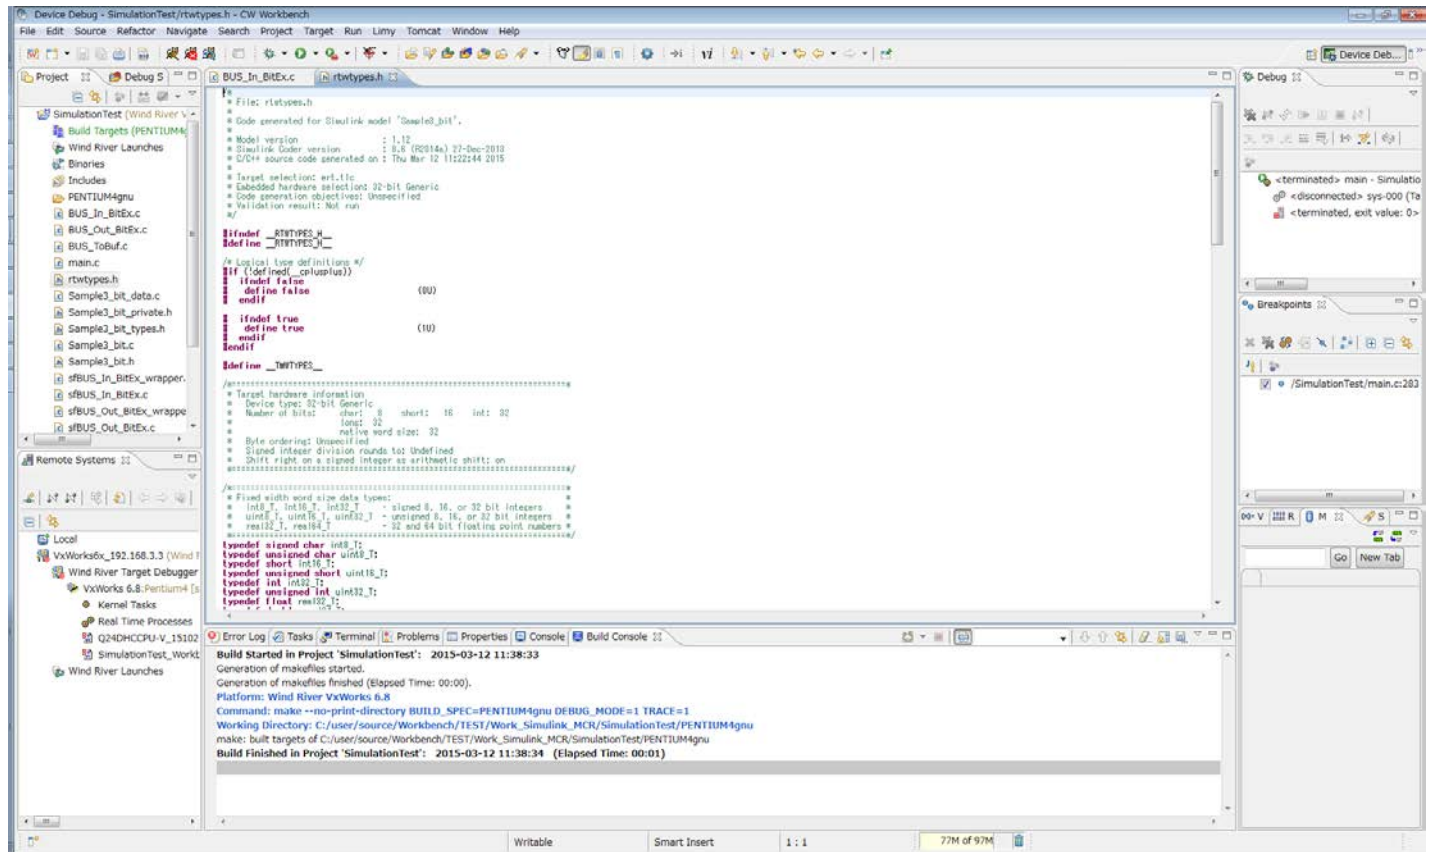 Device Debug - SimulationTest/rtwtypes.h - CW Workbench
File Edit Source Refactor Navigate Search Project Target Run Limy Tomcat Window Help
Device Deb...
Project
Debug S
SimulationTest (Wind River V
Build Targets (PENTIUM4g
Wind River Launches
Binaries
Includes
PENTIUM4gnu
BUS_In_BitEx.c
BUS_Out_BitEx.c
BUS_ToBuf.c
main.c
rtwtypes.h
Sample3_bit_data.c
Sample3_bit_private.h
Sample3_bit_types.h
Sample3_bit.c
Sample3_bit.h
sfBUS_In_BitEx_wrapper.
sfBUS_In_BitEx.c
sfBUS_Out_BitEx_wrappe
sfBUS_Out_BitEx.c
Remote Systems
Local
VxWorks6x_192.168.3.3 (Wind F
Wind River Target Debugger
VxWorks 6.8:Pentium4 [s
Kernel Tasks
Real Time Processes
Q24DHCCPU-V_15102
SimulationTest_Workt
Wind River Launches
BUS_In_BitEx.c rtwtypes.h
/*
* File: rtwtypes.h
*
* Code generated for Simulink model 'Sample3_bit'.
*
* Model version : 1.12
* Simulink Coder version : 8.6 (R2014a) 27-Dec-2013
* C/C++ source code generated on : Thu Mar 12 11:22:44 2015
*
* Target selection: ert.tlc
* Embedded hardware selection: 32-bit Generic
* Code generation objectives: Unspecified
* Validation result: Not run
*/
#ifndef __RTWTYPES_H__
#define __RTWTYPES_H__
/* Logical type definitions */
#if (!defined(__cplusplus))
# ifndef false
# define false (0U)
# endif
# ifndef true
# define true (1U)
# endif
#endif
#define __TMWTYPES__
* Target hardware information
* Device type: 32-bit Generic
* Number of bits: char: 8 short: 16 int: 32
* long: 32
* native word size: 32
* Byte ordering: Unspecified
* Signed integer division rounds to: Undefined
* Shift right on a signed integer as arithmetic shift: on
* Fixed width word size data types: *
* int8_T, int16_T, int32_T - signed 8, 16, or 32 bit integers *
* uint8_T, uint16_T, uint32_T - unsigned 8, 16, or 32 bit integers *
* real32_T, real64_T - 32 and 64 bit floating point numbers *
typedef signed char int8_T;
typedef unsigned char uint8_T;
typedef short int16_T;
typedef unsigned short uint16_T;
typedef int int32_T;
typedef unsigned int uint32_T;
typedef float real32_T;
Error Log Tasks Terminal Problems Properties Console Build Console
Build Started in Project 'SimulationTest': 2015-03-12 11:38:33
Generation of makefiles started.
Generation of makefiles finished (Elapsed Time: 00:00).
Platform: Wind River VxWorks 6.8
Command: make --no-print-directory BUILD_SPEC=PENTIUM4gnu DEBUG_MODE=1 TRACE=1
Working Directory: C:/user/source/Workbench/TEST/Work_Simulink_MCR/SimulationTest/PENTIUM4gnu
make: built targets of C:/user/source/Workbench/TEST/Work_Simulink_MCR/SimulationTest/PENTIUM4gnu
Build Finished in Project 'SimulationTest': 2015-03-12 11:38:34 (Elapsed Time: 00:01)
Debug
<terminated> main - Simulatio
<disconnected> sys-000 (Ta
<terminated, exit value: 0>
Breakpoints
/SimulationTest/main.c:283
V R M S
Go New Tab
Writable Smart Insert 1 : 1 77M of 97M